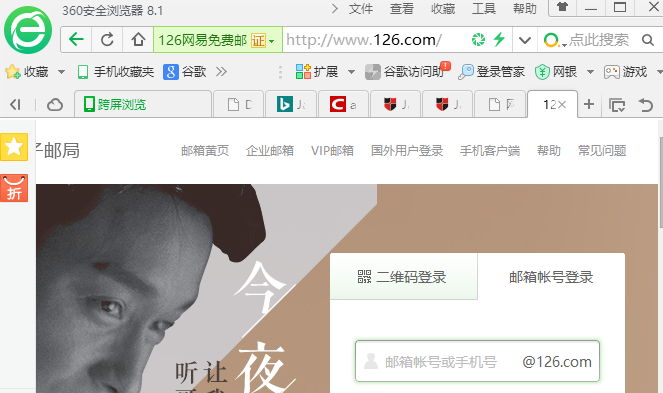 360安全浏览器 8.1
文件 查看 收藏 工具 帮助
126网易免费邮 证 http://www.126.com/ 点此搜索
收藏 手机收藏夹 谷歌 扩展 谷歌访问助 登录管家 网银 游戏
跨屏浏览 D J a J J 12
邮局 邮箱黄页 企业邮箱 VIP邮箱 国外用户登录 手机客户端 帮助 常见问题
折
二维码登录 邮箱帐号登录
今夜
让
听
邮箱帐号或手机号 @126.com